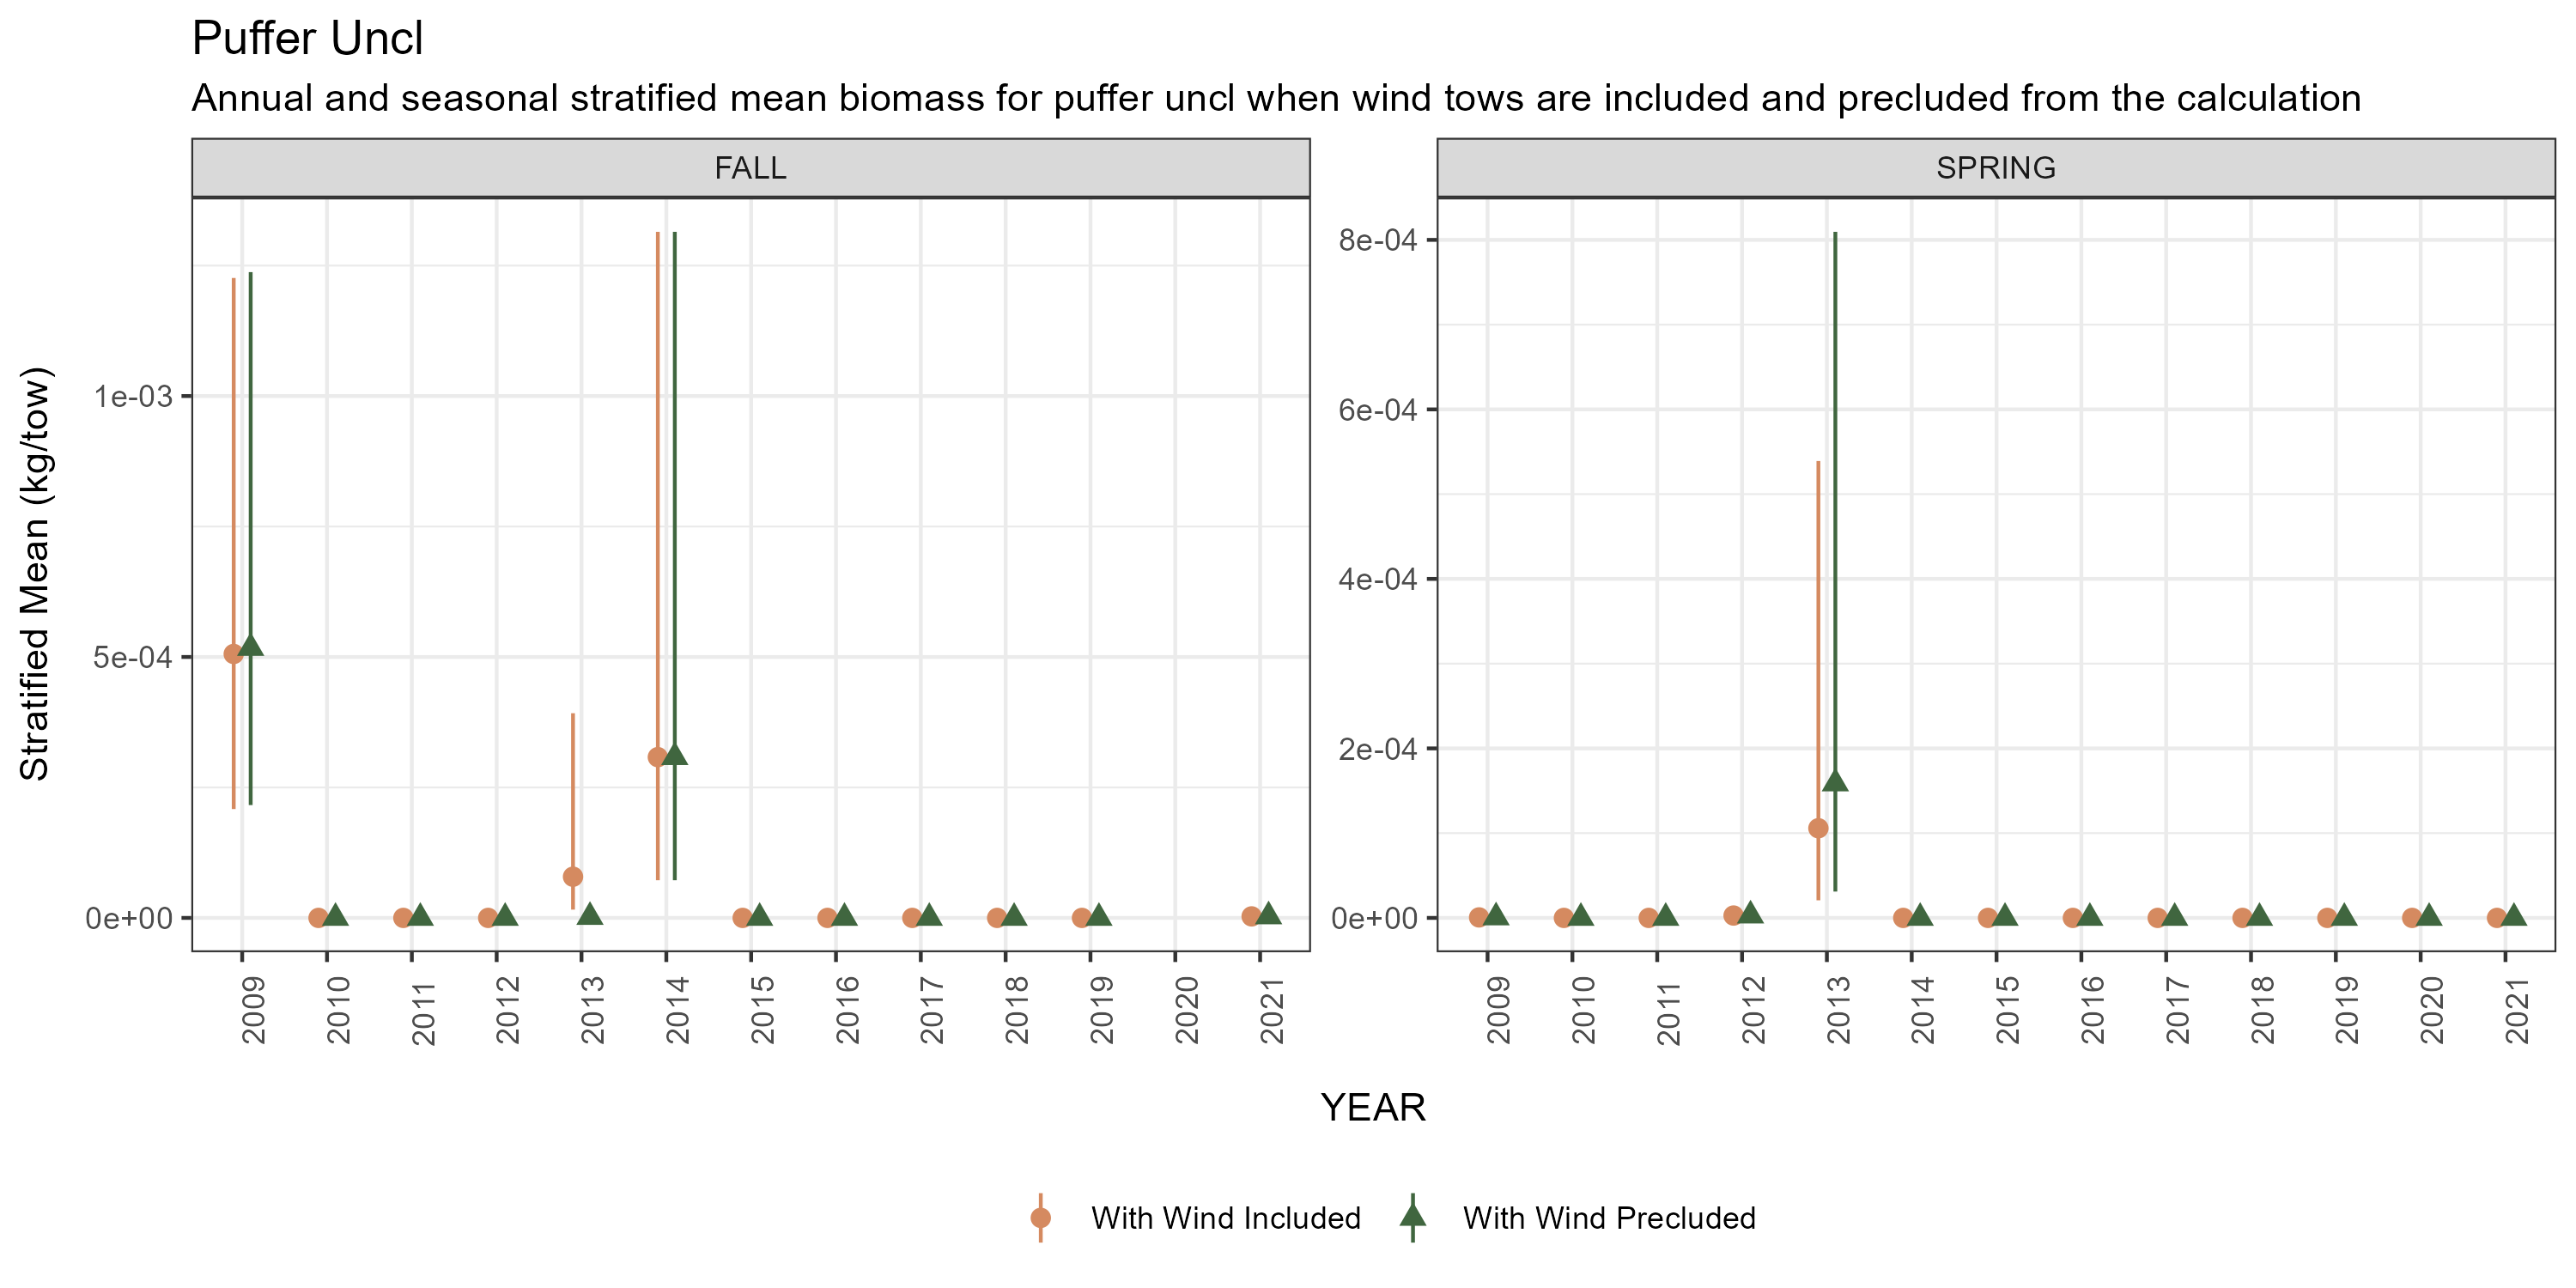 Puffer Uncl
Annual and seasonal stratified mean biomass for puffer uncl when wind tows are included and precluded from the calculation
FALL
SPRING
Stratified Mean (kg/tow)
1e-03
5e-04
0e+00
8e-04
6e-04
4e-04
2e-04
0e+00
2009 2010 2011 2012 2013 2014 2015 2016 2017 2018 2019 2020 2021
2009 2010 2011 2012 2013 2014 2015 2016 2017 2018 2019 2020 2021
YEAR
With Wind Included
With Wind Precluded